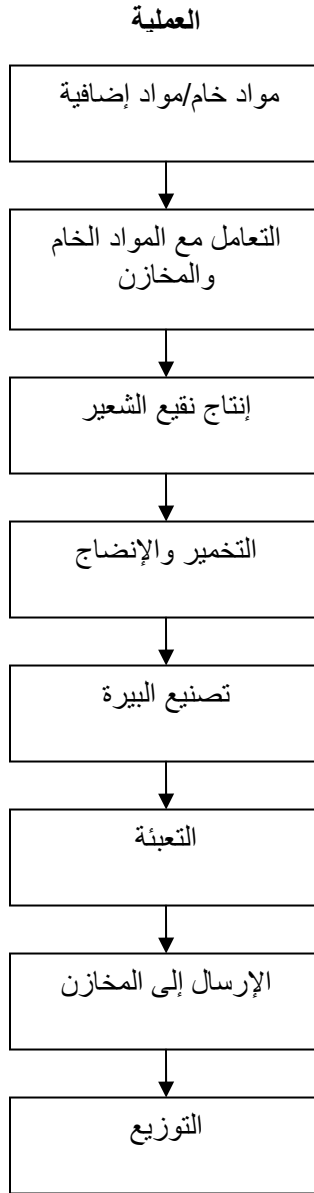 العملية
مواد خام/مواد إضافية
التعامل مع المواد الخام
والمخازن
إنتاج نقيع الشعير
التخمير والإنضاج
تصنيع البيرة
التعبئة
الإرسال إلى المخازن
التوزيع